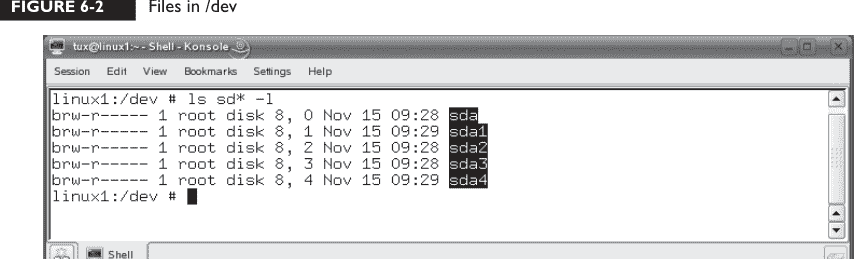 FIGURE 6-2 Files in /dev
tux@linux1:~ - Shell - Konsole
Session Edit View Bookmarks Settings Help
linux1:/dev # ls sd* -l
brw-r----- 1 root disk 8, 0 Nov 15 09:28 sda
brw-r----- 1 root disk 8, 1 Nov 15 09:29 sda1
brw-r----- 1 root disk 8, 2 Nov 15 09:28 sda2
brw-r----- 1 root disk 8, 3 Nov 15 09:28 sda3
brw-r----- 1 root disk 8, 4 Nov 15 09:29 sda4
linux1:/dev #
Shell